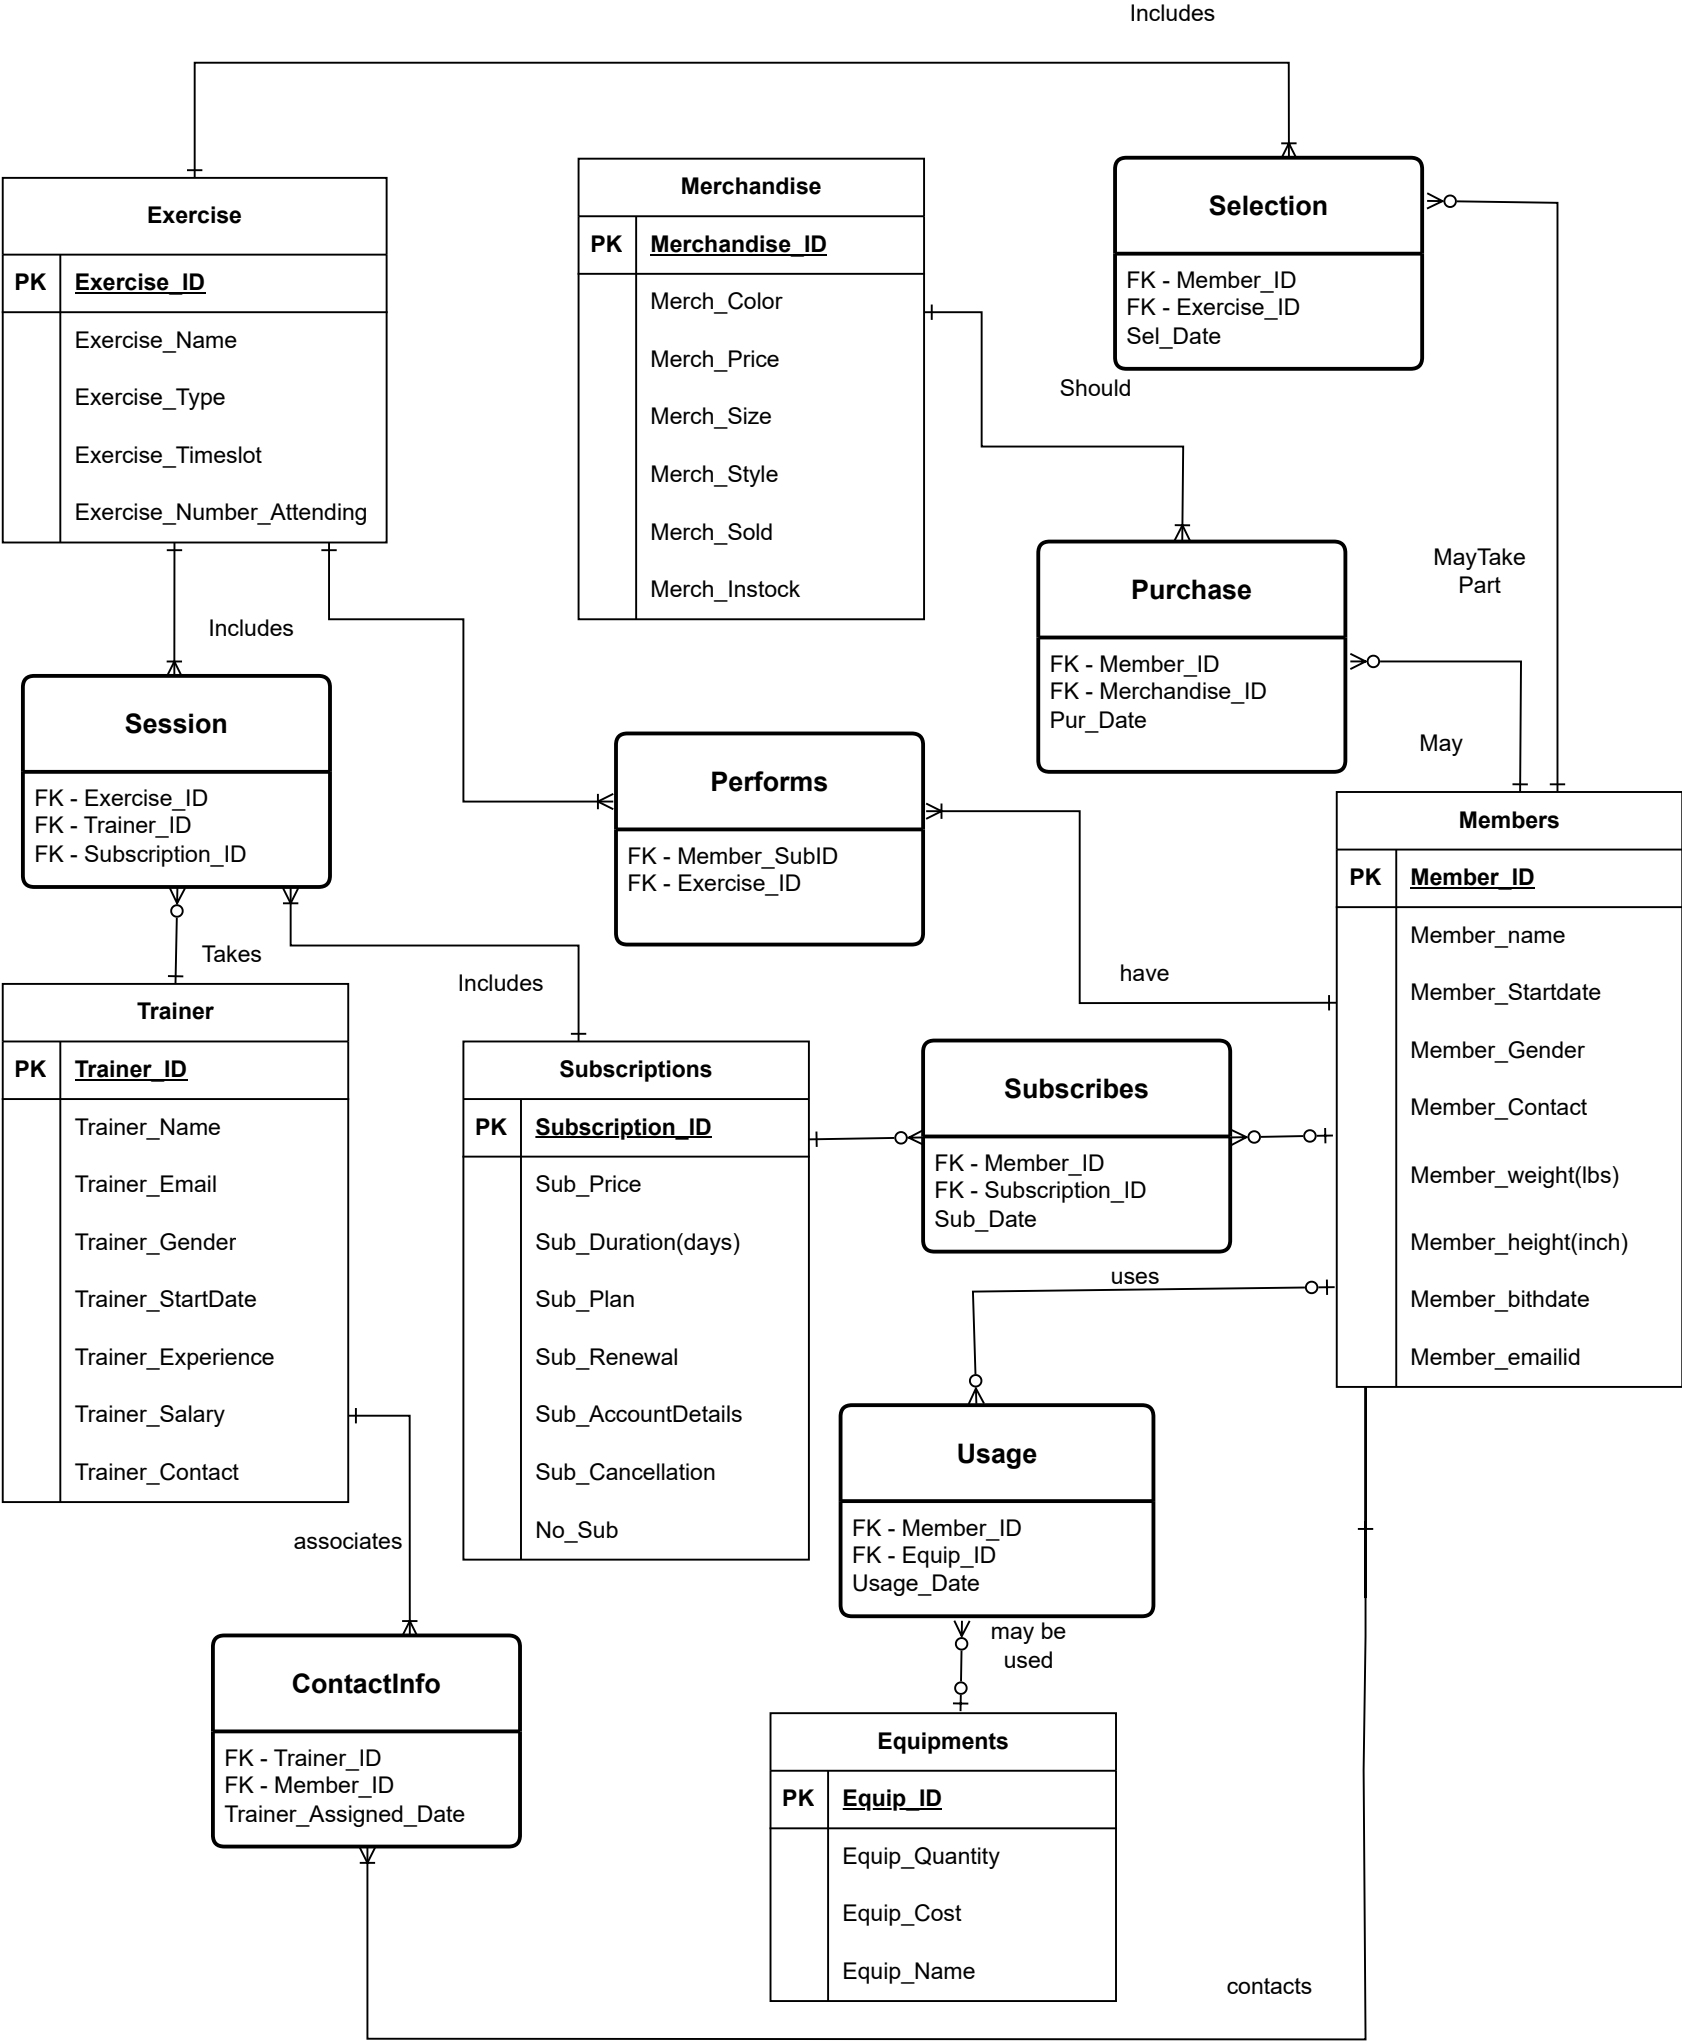 Includes
Exercise
PK Exercise_ID
Exercise_Name
Exercise_Type
Exercise_Timeslot
Exercise_Number_Attending
Merchandise
PK Merchandise_ID
Merch_Color
Merch_Price
Merch_Size
Merch_Style
Merch_Sold
Merch_Instock
Selection
FK - Member_ID
FK - Exercise_ID
Sel_Date
Should
MayTake
Part
Includes
Purchase
FK - Member_ID
FK - Merchandise_ID
Pur_Date
May
Session
FK - Exercise_ID
FK - Trainer_ID
FK - Subscription_ID
Performs
FK - Member_SubID
FK - Exercise_ID
Members
PK Member_ID
Member_name
Member_Startdate
Member_Gender
Member_Contact
Member_weight(lbs)
Member_height(inch)
Member_bithdate
Member_emailid
Takes
Includes
have
Trainer
PK Trainer_ID
Trainer_Name
Trainer_Email
Trainer_Gender
Trainer_StartDate
Trainer_Experience
Trainer_Salary
Trainer_Contact
Subscriptions
PK Subscription_ID
Sub_Price
Sub_Duration(days)
Sub_Plan
Sub_Renewal
Sub_AccountDetails
Sub_Cancellation
No_Sub
Subscribes
FK - Member_ID
FK - Subscription_ID
Sub_Date
uses
Usage
FK - Member_ID
FK - Equip_ID
Usage_Date
associates
may be
used
ContactInfo
FK - Trainer_ID
FK - Member_ID
Trainer_Assigned_Date
Equipments
PK Equip_ID
Equip_Quantity
Equip_Cost
Equip_Name
contacts